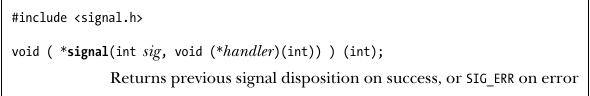 #include <signal.h>
void ( *signal(int sig, void (*handler)(int)) ) (int);
Returns previous signal disposition on success, or SIG_ERR on error